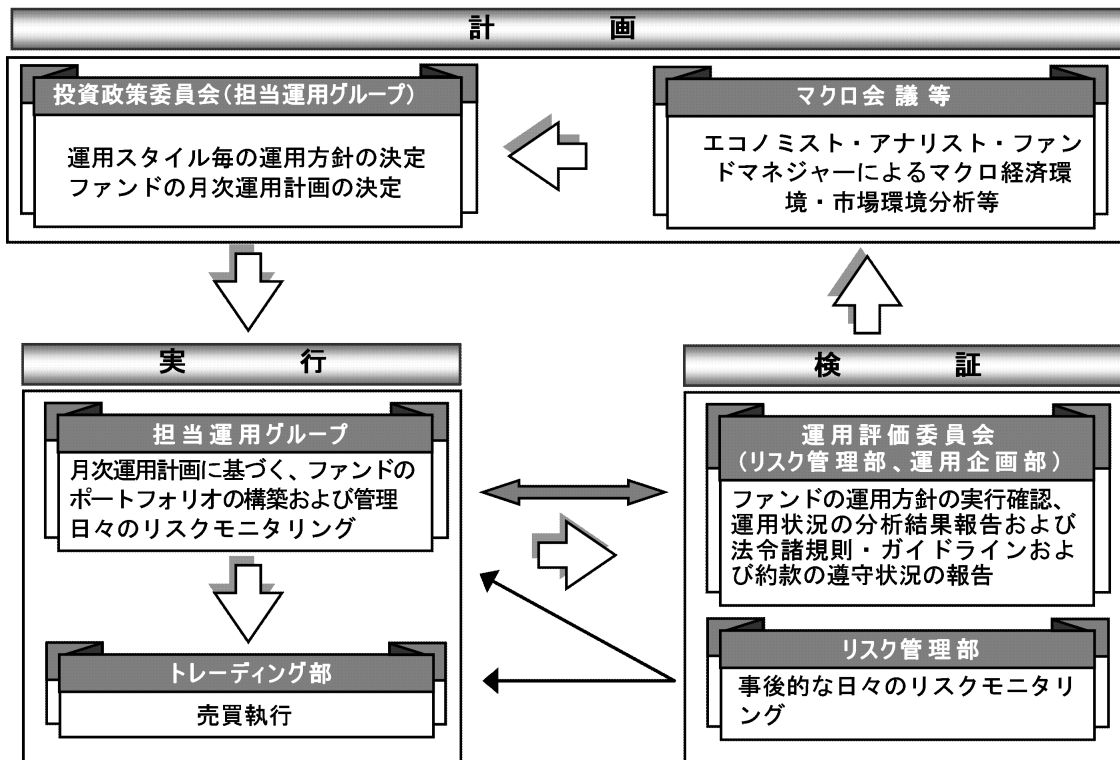 計 画
投資政策委員会(担当運用グループ)
運用スタイル毎の運用方針の決定
ファンドの月次運用計画の決定
マクロ会議等
エコノミスト・アナリスト・ファン
ドマネジャーによるマクロ経済環
境・市場環境分析等
実 行
担当運用グループ
月次運用計画に基づく、ファンドの
ポートフォリオの構築および管理
日々のリスクモニタリング
トレーディング部
売買執行
検 証
運用評価委員会
(リスク管理部、運用企画部)
ファンドの運用方針の実行確認、
運用状況の分析結果報告および
法令諸規則・ガイドラインおよ
び約款の遵守状況の報告
リスク管理部
事後的な日々のリスクモニタリ
ング